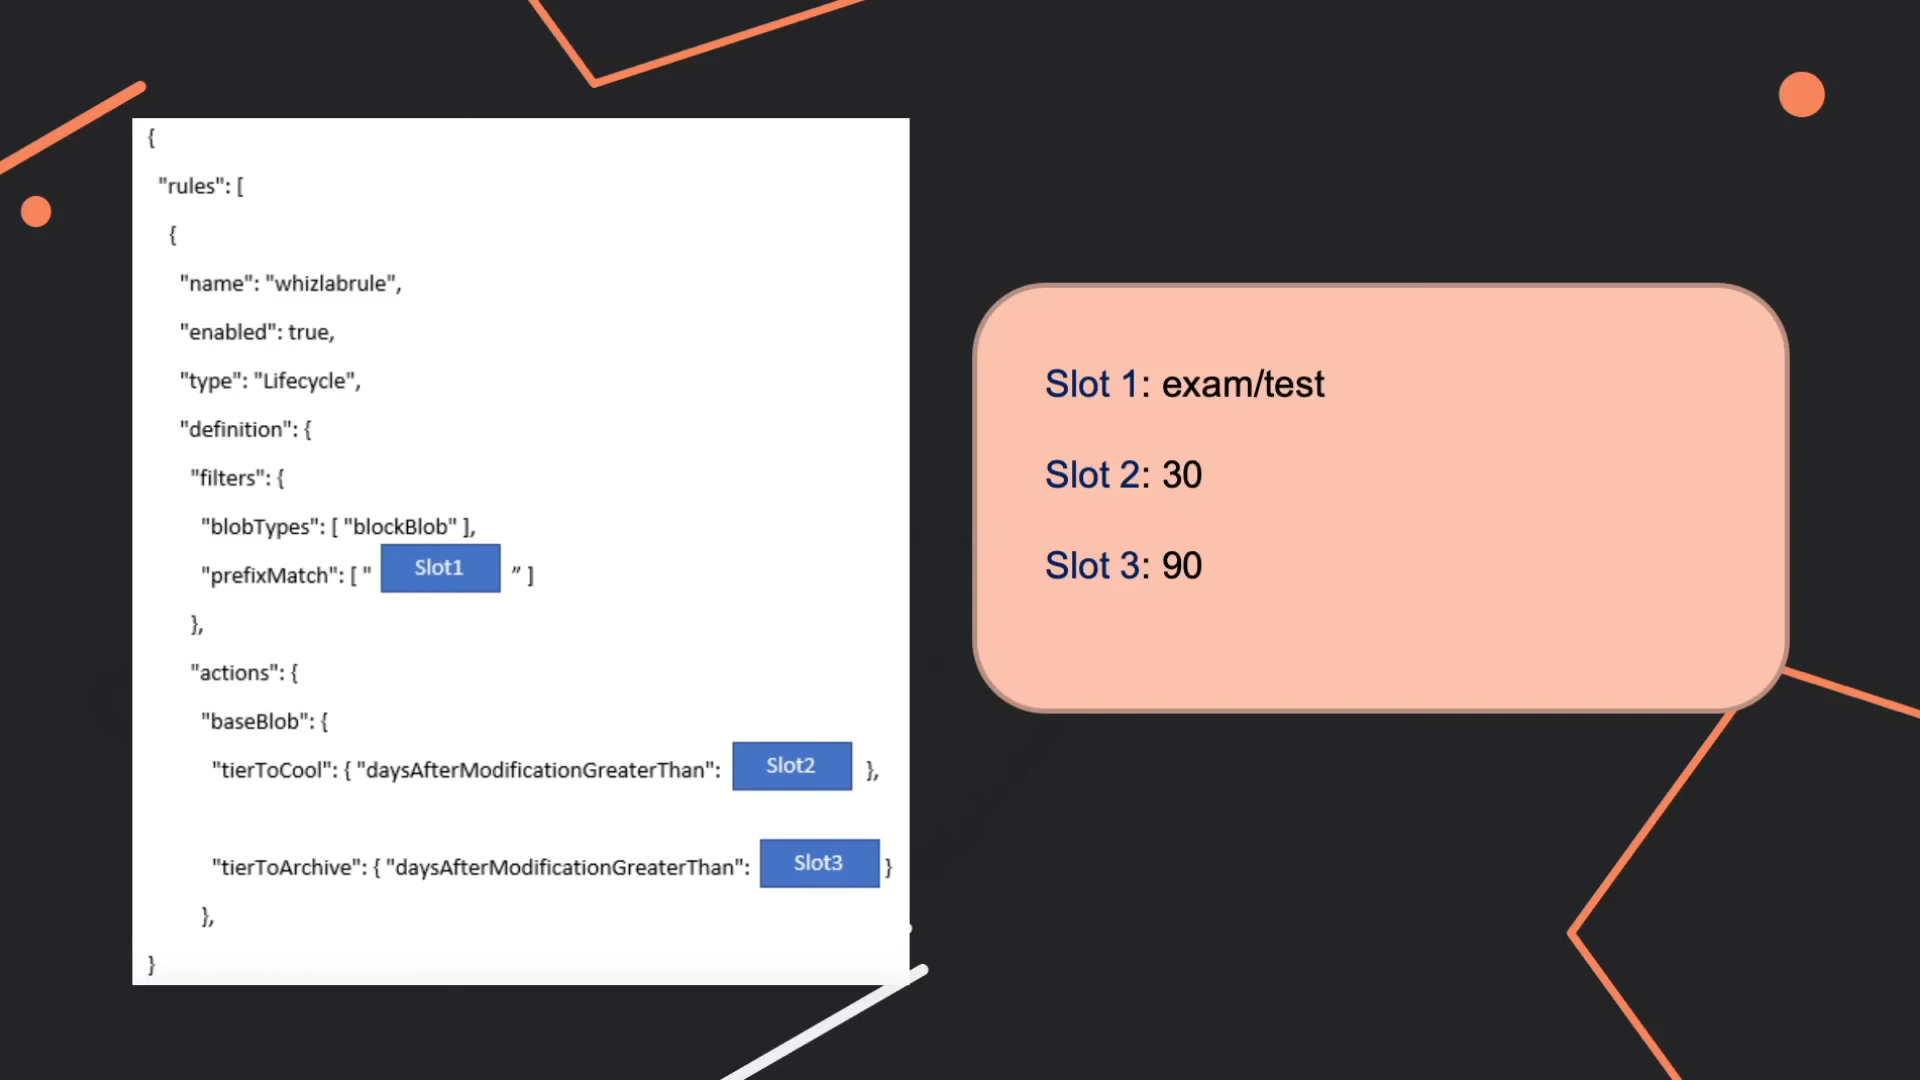 {
"rules": [
{
"name": "whizlabrule",
"enabled": true,
"type": "Lifecycle",
"definition": {
"filters": {
"blobTypes": [ "blockBlob" ],
"prefixMatch": [ " Slot1 ” ]
},
"actions": {
"baseBlob": {
"tierToCool": { "daysAfterModificationGreaterThan": Slot2 },
"tierToArchive": { "daysAfterModificationGreaterThan": Slot3 }
},
}
Slot 1: exam/test
Slot 2: 30
Slot 3: 90